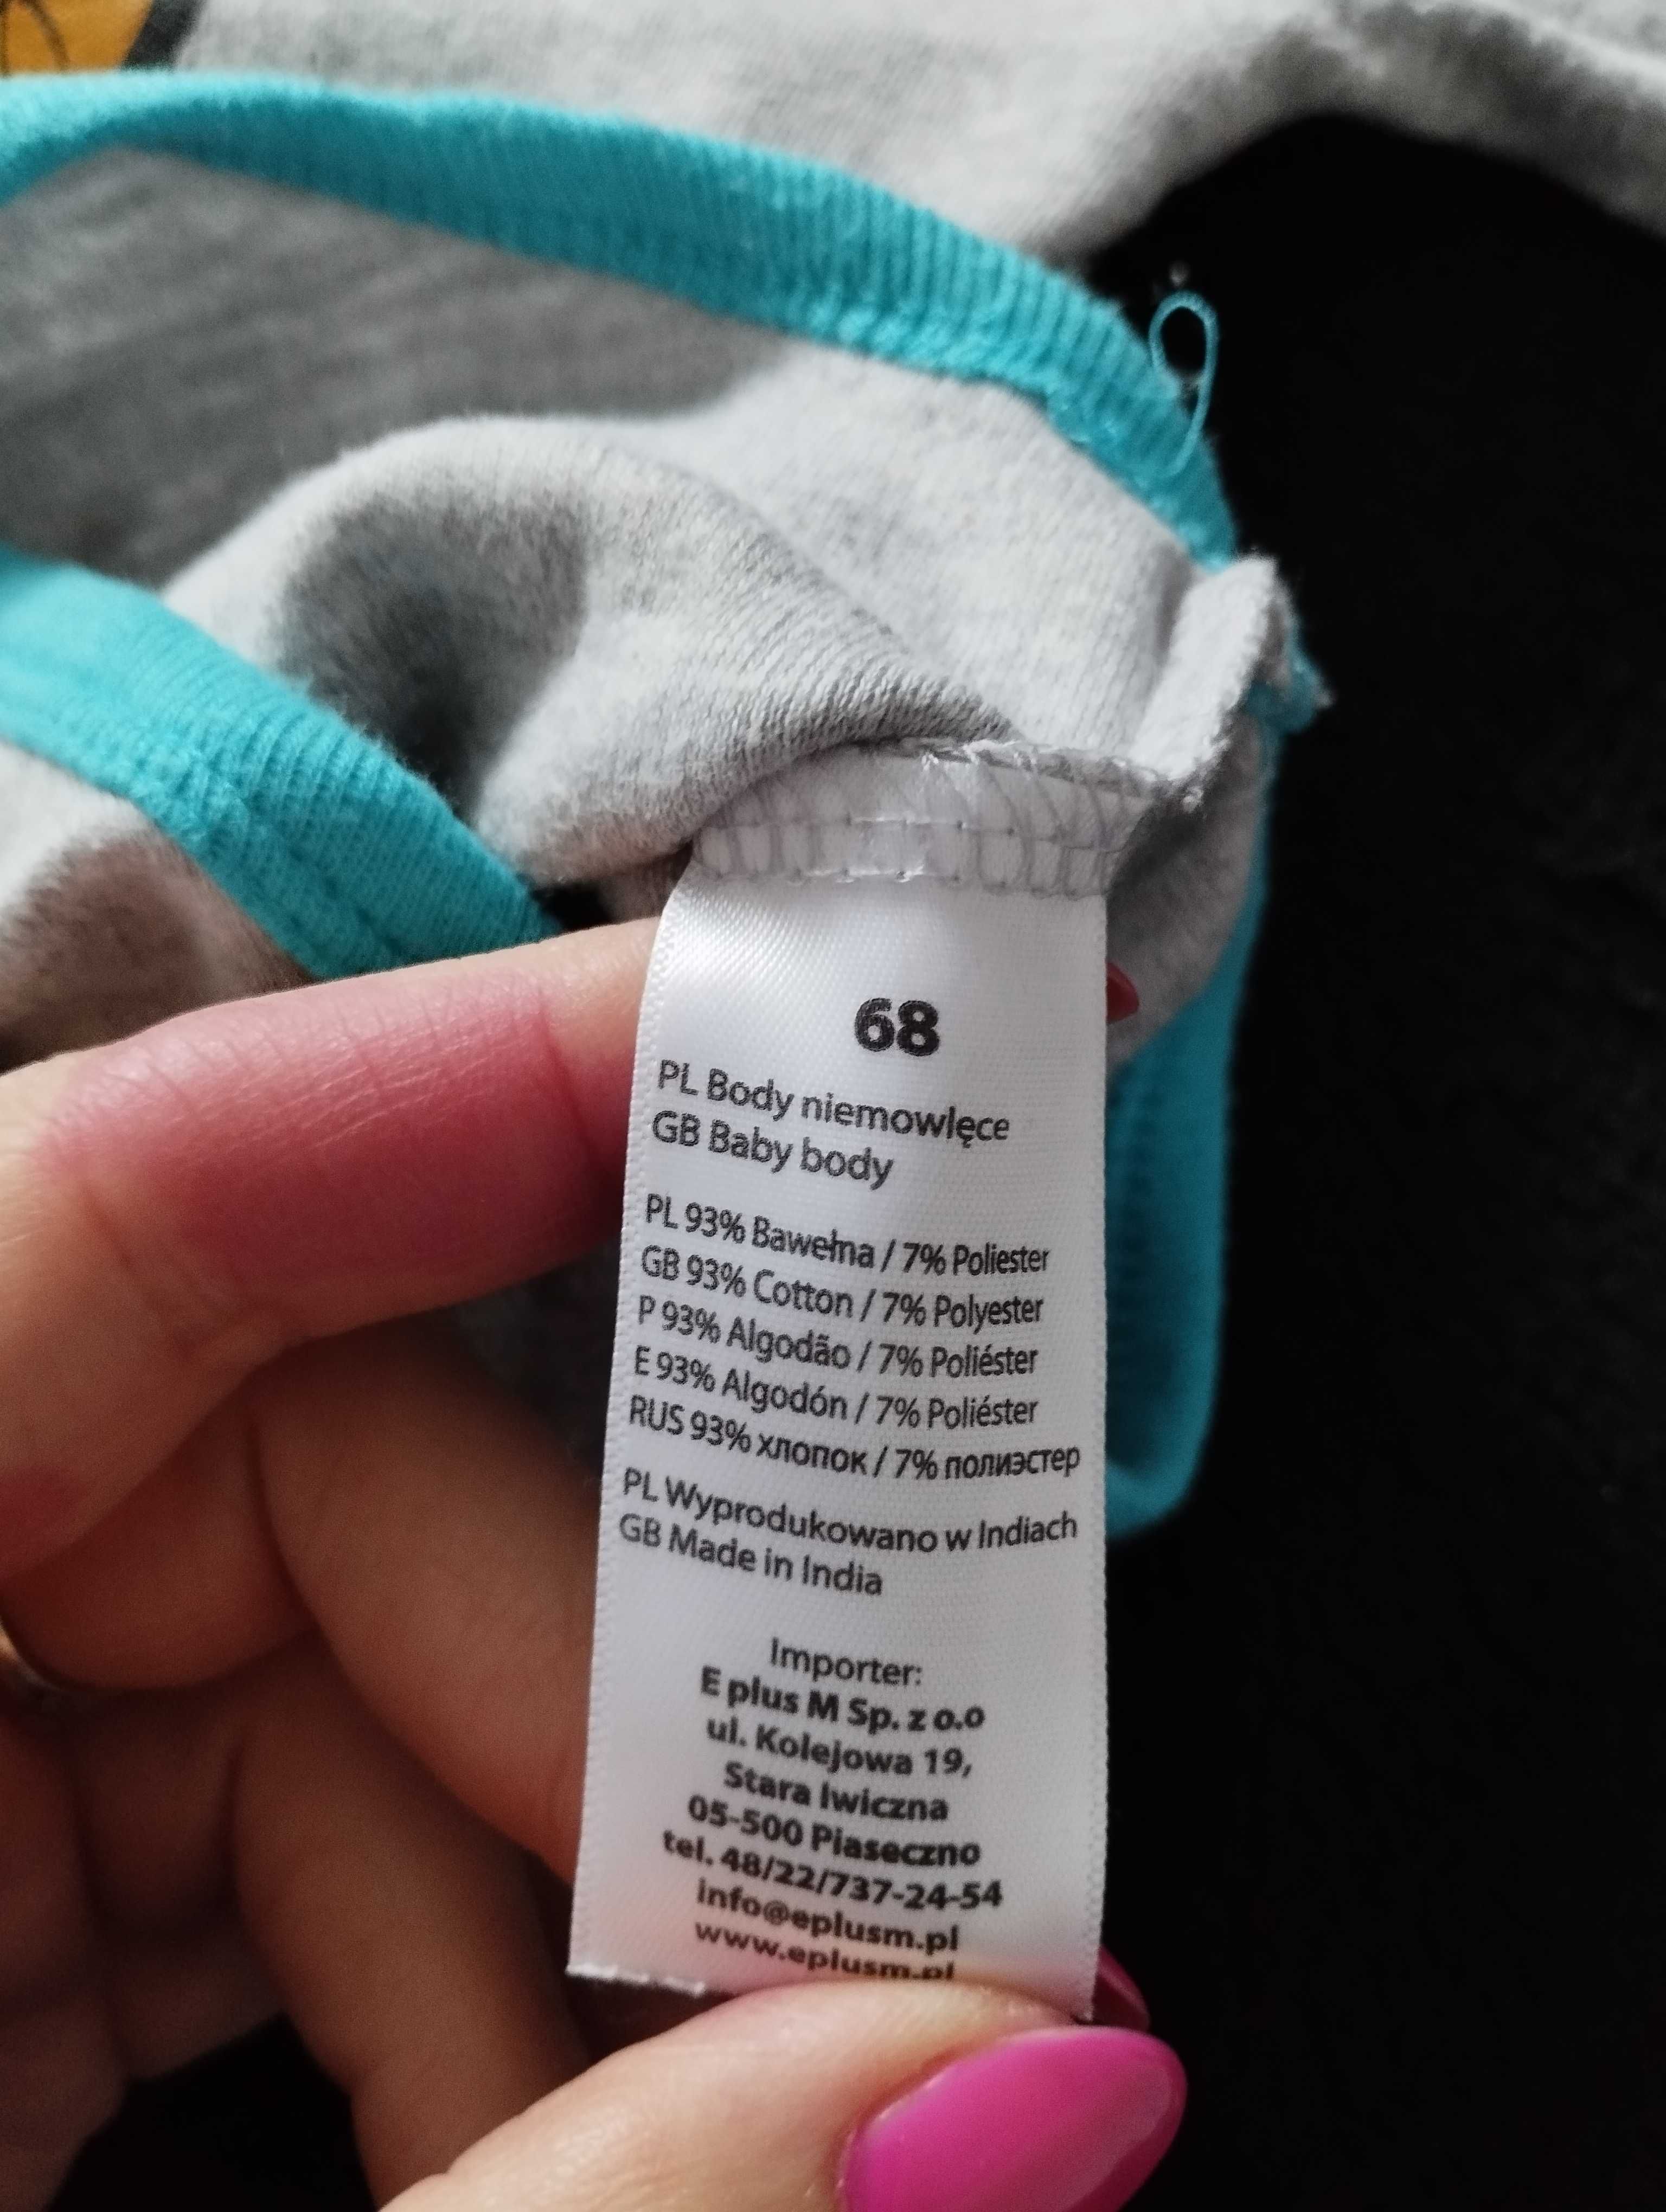 68
PL Body niemowlęce
GB Baby body
PL 93% Bawełna / 7% Poliester
GB 93% Cotton / 7% Polyester
P 93% Algodão / 7% Poliéster
E 93% Algodón / 7% Poliéster
RUS 93% хлопок / 7% полиэстер
PL Wyprodukowano w Indiach
GB Made in India
Importer:
E plus M Sp. z o.o
ul. Kolejowa 19,
Stara Iwiczna
05-500 Piaseczno
tel. 48/22/737-24-54
info@eplusm.pl
www.eplusm.pl